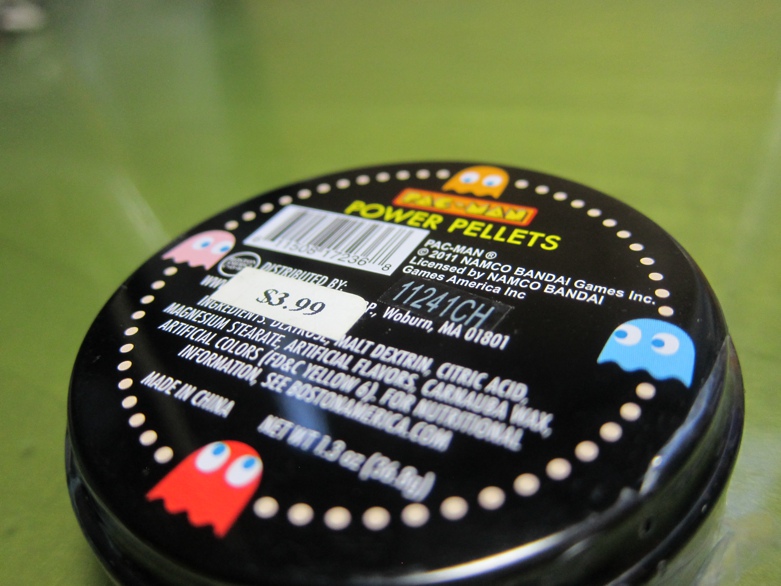 PAC-MAN
POWER PELLETS
PAC-MAN ®
© 2011 NAMCO BANDAI Games Inc.
Licensed by NAMCO BANDAI
Games America Inc
DISTRIBUTED BY:
11241CH
$3.99
P, Woburn, MA 01801
INGREDIENTS: DEXTROSE, MALT DEXTRIN, CITRIC ACID,
MAGNESIUM STEARATE, ARTIFICIAL FLAVORS, CARNAUBA WAX,
ARTIFICIAL COLORS (FD&C YELLOW 6). FOR NUTRITIONAL
INFORMATION, SEE BOSTONAMERICA.COM
MADE IN CHINA
NET WT 1.3 oz (36.8g)